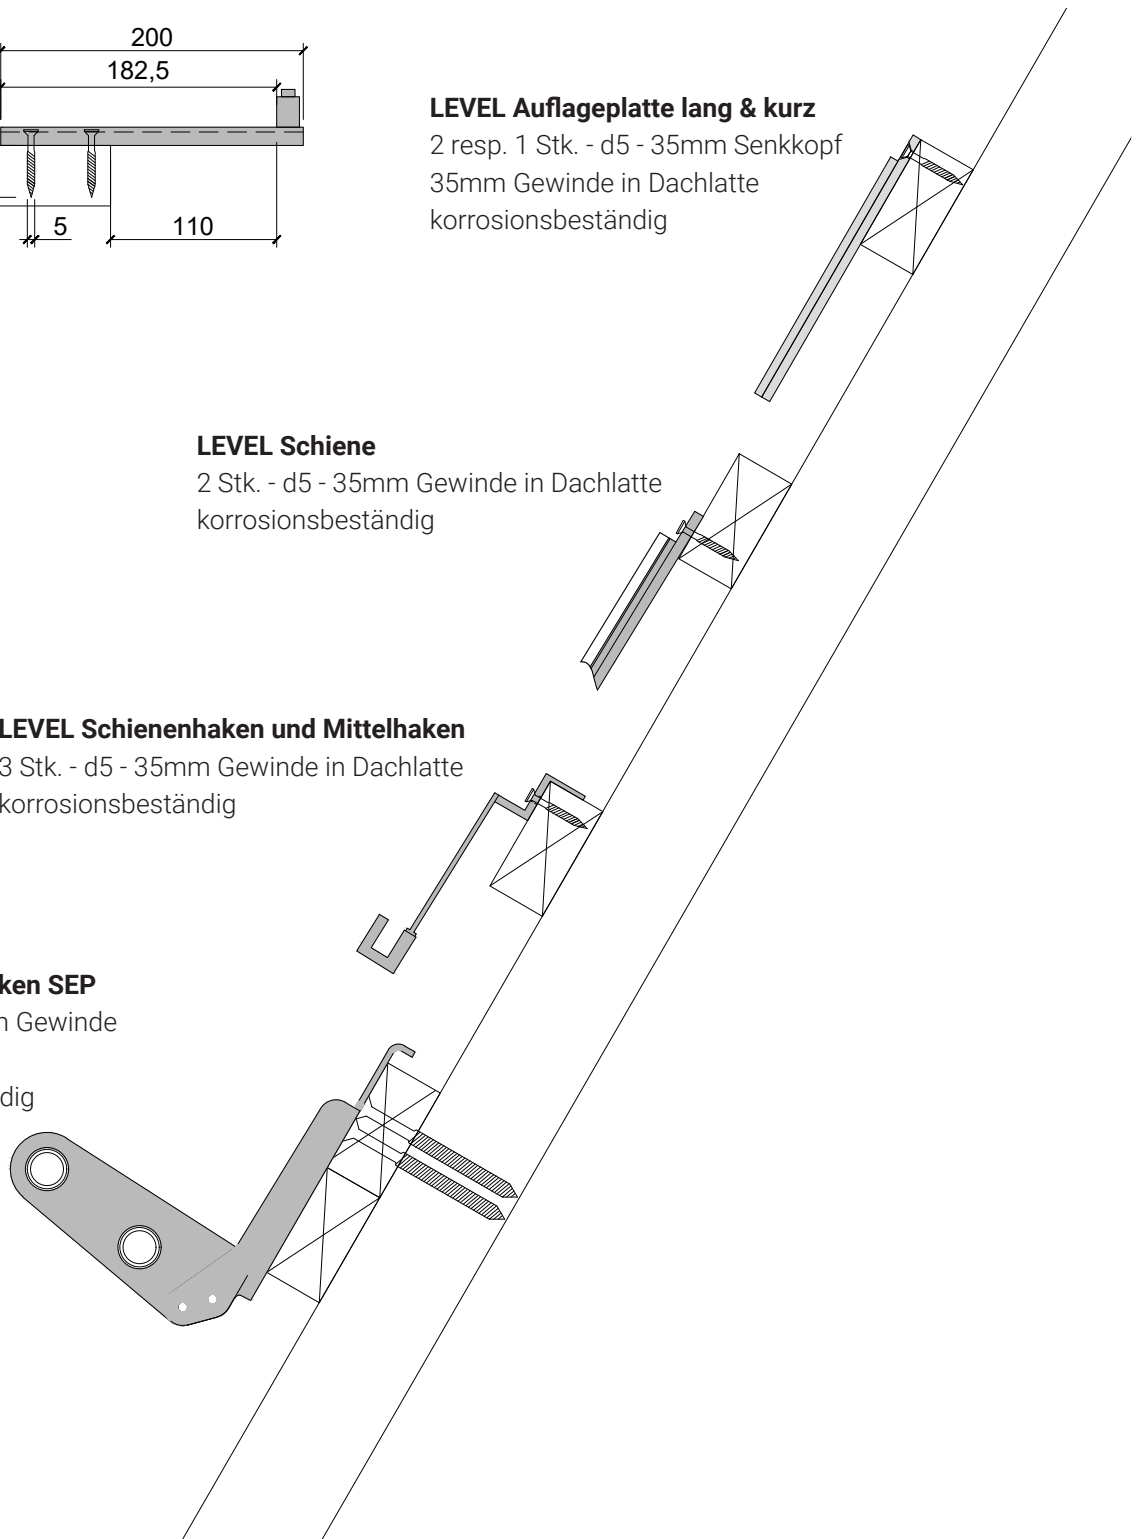 200
182,5
5
110
LEVEL Auflageplatte lang & kurz
2 resp. 1 Stk. - d5 - 35mm Senkkopf
35mm Gewinde in Dachlatte
korrosionsbeständig
LEVEL Schiene
2 Stk. - d5 - 35mm Gewinde in Dachlatte
korrosionsbeständig
LEVEL Schienenhaken und Mittelhaken
3 Stk. - d5 - 35mm Gewinde in Dachlatte
korrosionsbeständig
ken SEP
Gewinde
dig